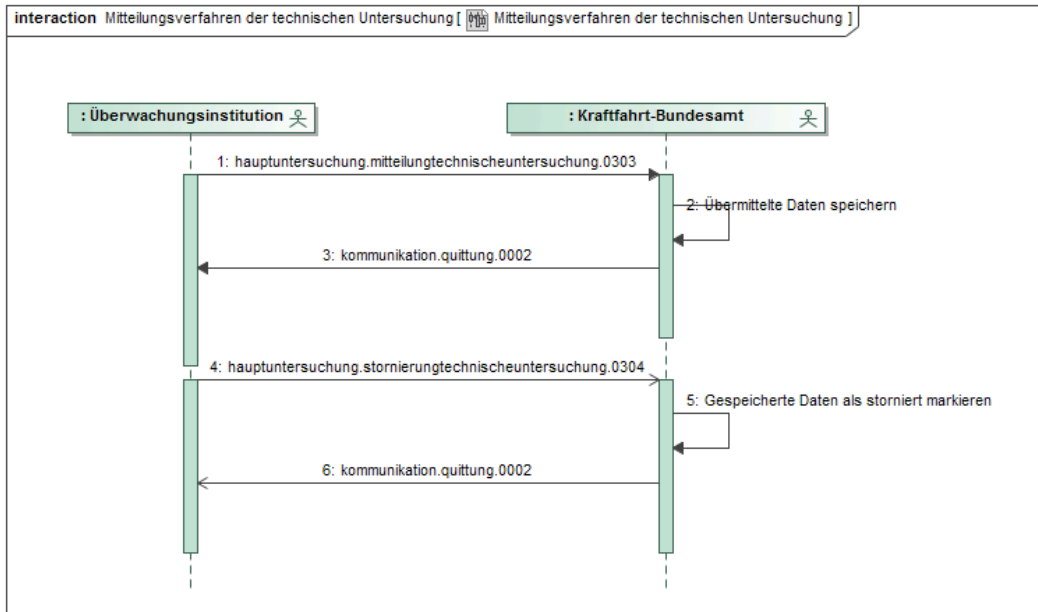 interaction Mitteilungsverfahren der technischen Untersuchung [ Mitteilungsverfahren der technischen Untersuchung ]
: Überwachungsinstitution
: Kraftfahrt-Bundesamt
1: hauptuntersuchung.mitteilungtechnischeuntersuchung.0303
2: Übermittelte Daten speichern
3: kommunikation.quittung.0002
4: hauptuntersuchung.stornierungtechnischeuntersuchung.0304
5: Gespeicherte Daten als storniert markieren
6: kommunikation.quittung.0002